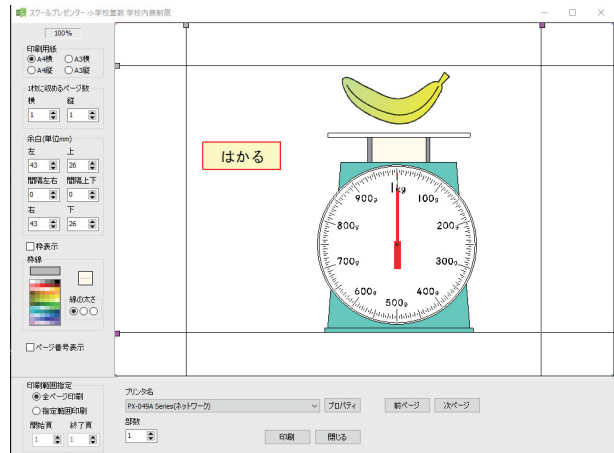 スクールプレゼンター 小学校算数 学校内無制限
100%
印刷用紙
A4横 A3横
A4縦 A3縦
1枚に収めるページ数
横 縦
1 1
余白(単位mm)
左 上
43 26
間隔左右 間隔上下
0 0
右 下
43 26
枠表示
枠線
線の太さ
ページ番号表示
はかる
1kg
900g 100g
800g 200g
700g 300g
600g 400g
500g
印刷範囲指定
全ページ印刷
指定範囲印刷
開始頁 終了頁
1 1
プリンタ名
PX-049A Series(ネットワーク) プロパティ 前ページ 次ページ
部数
1
印刷 閉じる